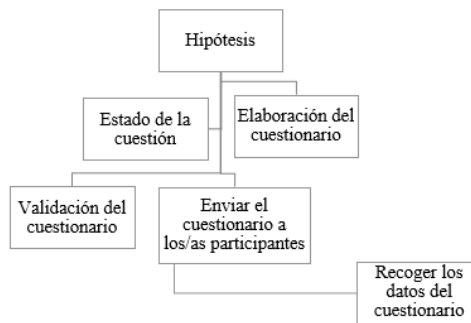 Hipótesis
Estado de la
cuestión
Elaboración del
cuestionario
Validación del
cuestionario
Enviar el
cuestionario a
los/as participantes
Recoger los
datos del
cuestionario